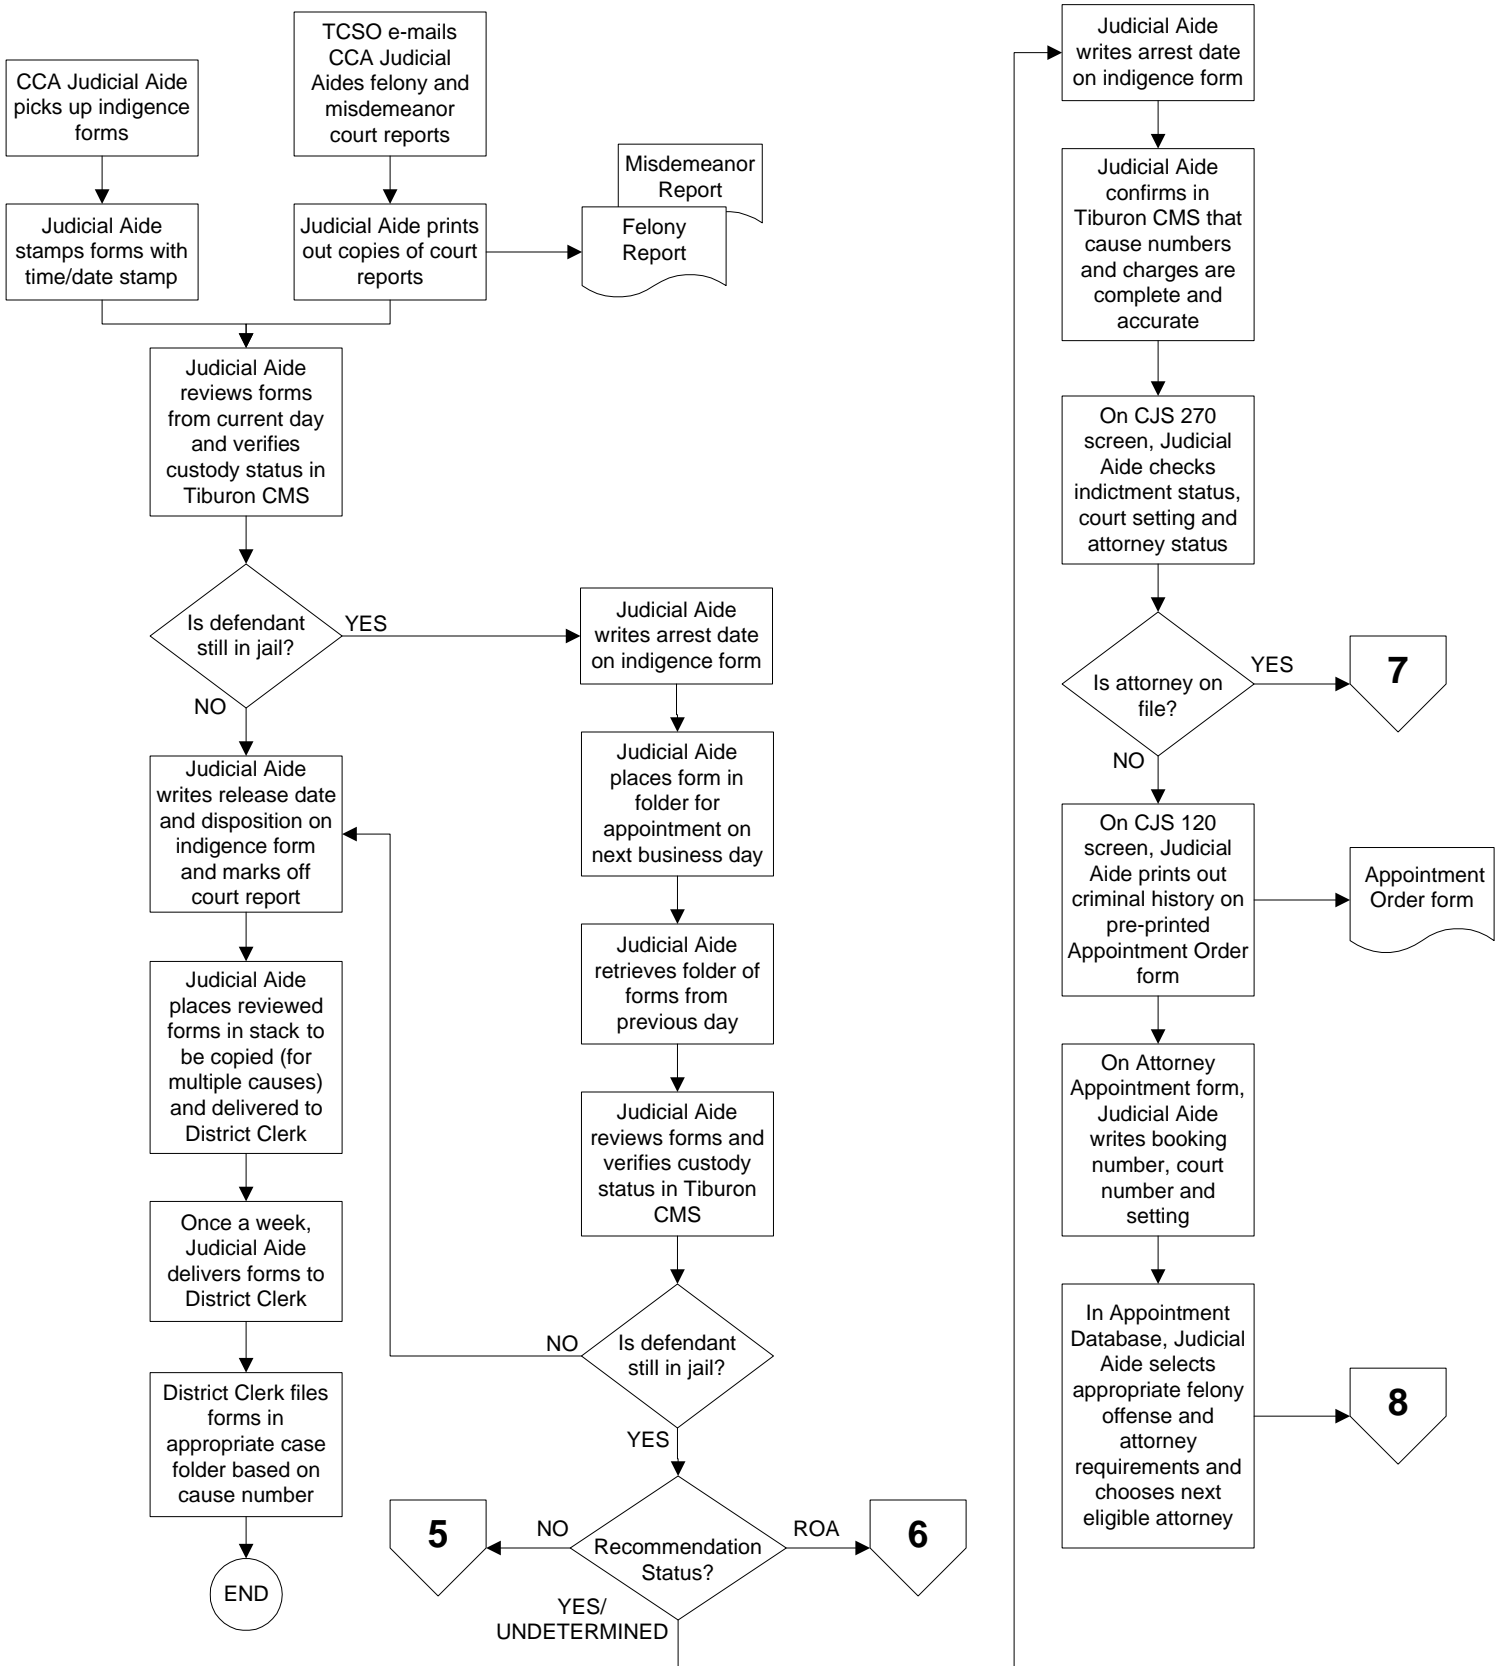 CCA Judicial Aide
picks up indigence
forms
TCSO e-mails
CCA Judicial
Aides felony and
misdemeanor
court reports
Judicial Aide
stamps forms with
time/date stamp
Judicial Aide prints
out copies of court
reports
Misdemeanor
Report
Felony
Report
Judicial Aide
reviews forms
from current day
and verifies
custody status in
Tiburon CMS
Is defendant
still in jail?
YES
NO
Judicial Aide
writes release date
and disposition on
indigence form
and marks off
court report
Judicial Aide
places reviewed
forms in stack to
be copied (for
multiple causes)
and delivered to
District Clerk
Once a week,
Judicial Aide
delivers forms to
District Clerk
District Clerk files
forms in
appropriate case
folder based on
cause number
END
Judicial Aide
writes arrest date
on indigence form
Judicial Aide
places form in
folder for
appointment on
next business day
Judicial Aide
retrieves folder of
forms from
previous day
Judicial Aide
reviews forms and
verifies custody
status in Tiburon
CMS
Is defendant
still in jail?
NO
YES
Recommendation
Status?
NO
5
ROA
6
YES/
UNDETERMINED
Judicial Aide
writes arrest date
on indigence form
Judicial Aide
confirms in
Tiburon CMS that
cause numbers
and charges are
complete and
accurate
On CJS 270
screen, Judicial
Aide checks
indictment status,
court setting and
attorney status
Is attorney on
file?
YES
7
NO
On CJS 120
screen, Judicial
Aide prints out
criminal history on
pre-printed
Appointment Order
form
Appointment
Order form
On Attorney
Appointment form,
Judicial Aide
writes booking
number, court
number and
setting
In Appointment
Database, Judicial
Aide selects
appropriate felony
offense and
attorney
requirements and
chooses next
eligible attorney
8